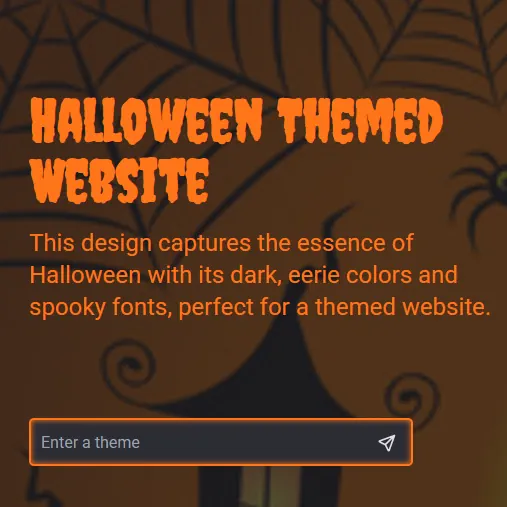 HALLOWEEN THEMED
WEBSITE
This design captures the essence of
Halloween with its dark, eerie colors and
spooky fonts, perfect for a themed website.
Enter a theme